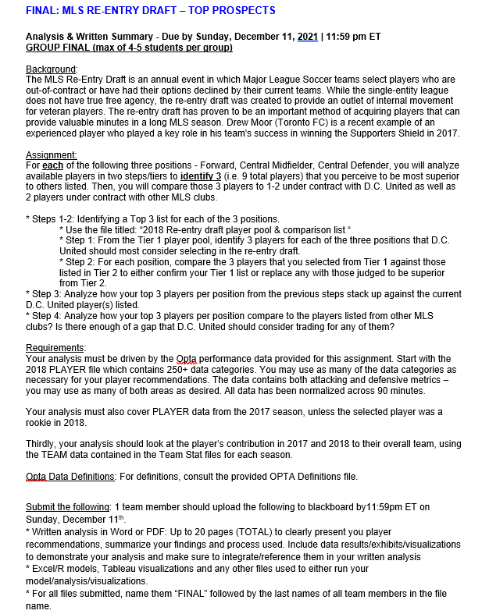 FINAL: MLS RE-ENTRY DRAFT – TOP PROSPECTS
Analysis & Written Summary - Due by Sunday, December 11, 2021 | 11:59 pm ET
GROUP FINAL (max of 4-5 students per group)
Background:
The MLS Re-Entry Draft is an annual event in which Major League Soccer teams select players who are
out-of-contract or have had their options declined by their current teams. While the single-entity league
does not have true free agency, the re-entry draft was created to provide an outlet of internal movement
for veteran players. The re-entry draft has proven to be an important method of acquiring players that can
provide valuable minutes in a long MLS season. Drew Moor (Toronto FC) is a recent example of an
experienced player who played a key role in his team's success in winning the Supporters Shield in 2017.
Assignment:
For each of the following three positions - Forward, Central Midfielder, Central Defender, you will analyze
available players in two steps/tiers to identify 3 (i.e. 9 total players) that you perceive to be most superior
to others listed. Then, you will compare those 3 players to 1-2 under contract with D.C. United as well as
2 players under contract with other MLS clubs.
* Steps 1-2: Identifying a Top 3 list for each of the 3 positions.
* Use the file titled: "2018 Re-entry draft player pool & comparison list "
* Step 1: From the Tier 1 player pool, identify 3 players for each of the three positions that D.C.
United should most consider selecting in the re-entry draft.
* Step 2: For each position, compare the 3 players that you selected from Tier 1 against those
listed in Tier 2 to either confirm your Tier 1 list or replace any with those judged to be superior
from Tier 2.
* Step 3: Analyze how your top 3 players per position from the previous steps stack up against the current
D.C. United player(s) listed.
* Step 4: Analyze how your top 3 players per position compare to the players listed from other MLS
clubs? Is there enough of a gap that D.C. United should consider trading for any of them?
Requirements:
Your analysis must be driven by the Opta performance data provided for this assignment. Start with the
2018 PLAYER file which contains 250+ data categories. You may use as many of the data categories as
necessary for your player recommendations. The data contains both attacking and defensive metrics –
you may use as many of both areas as desired. All data has been normalized across 90 minutes.
Your analysis must also cover PLAYER data from the 2017 season, unless the selected player was a
rookie in 2018.
Thirdly, your analysis should look at the player's contribution in 2017 and 2018 to their overall team, using
the TEAM data contained in the Team Stat files for each season.
Opta Data Definitions: For definitions, consult the provided OPTA Definitions file.
Submit the following: 1 team member should upload the following to blackboard by11:59pm ET on
Sunday, December 11th.
* Written analysis in Word or PDF: Up to 20 pages (TOTAL) to clearly present you player
recommendations, summarize your findings and process used. Include data results/exhibits/visualizations
to demonstrate your analysis and make sure to integrate/reference them in your written analysis
* Excel/R models, Tableau visualizations and any other files used to either run your
model/analysis/visualizations.
* For all files submitted, name them "FINAL" followed by the last names of all team members in the file
name.